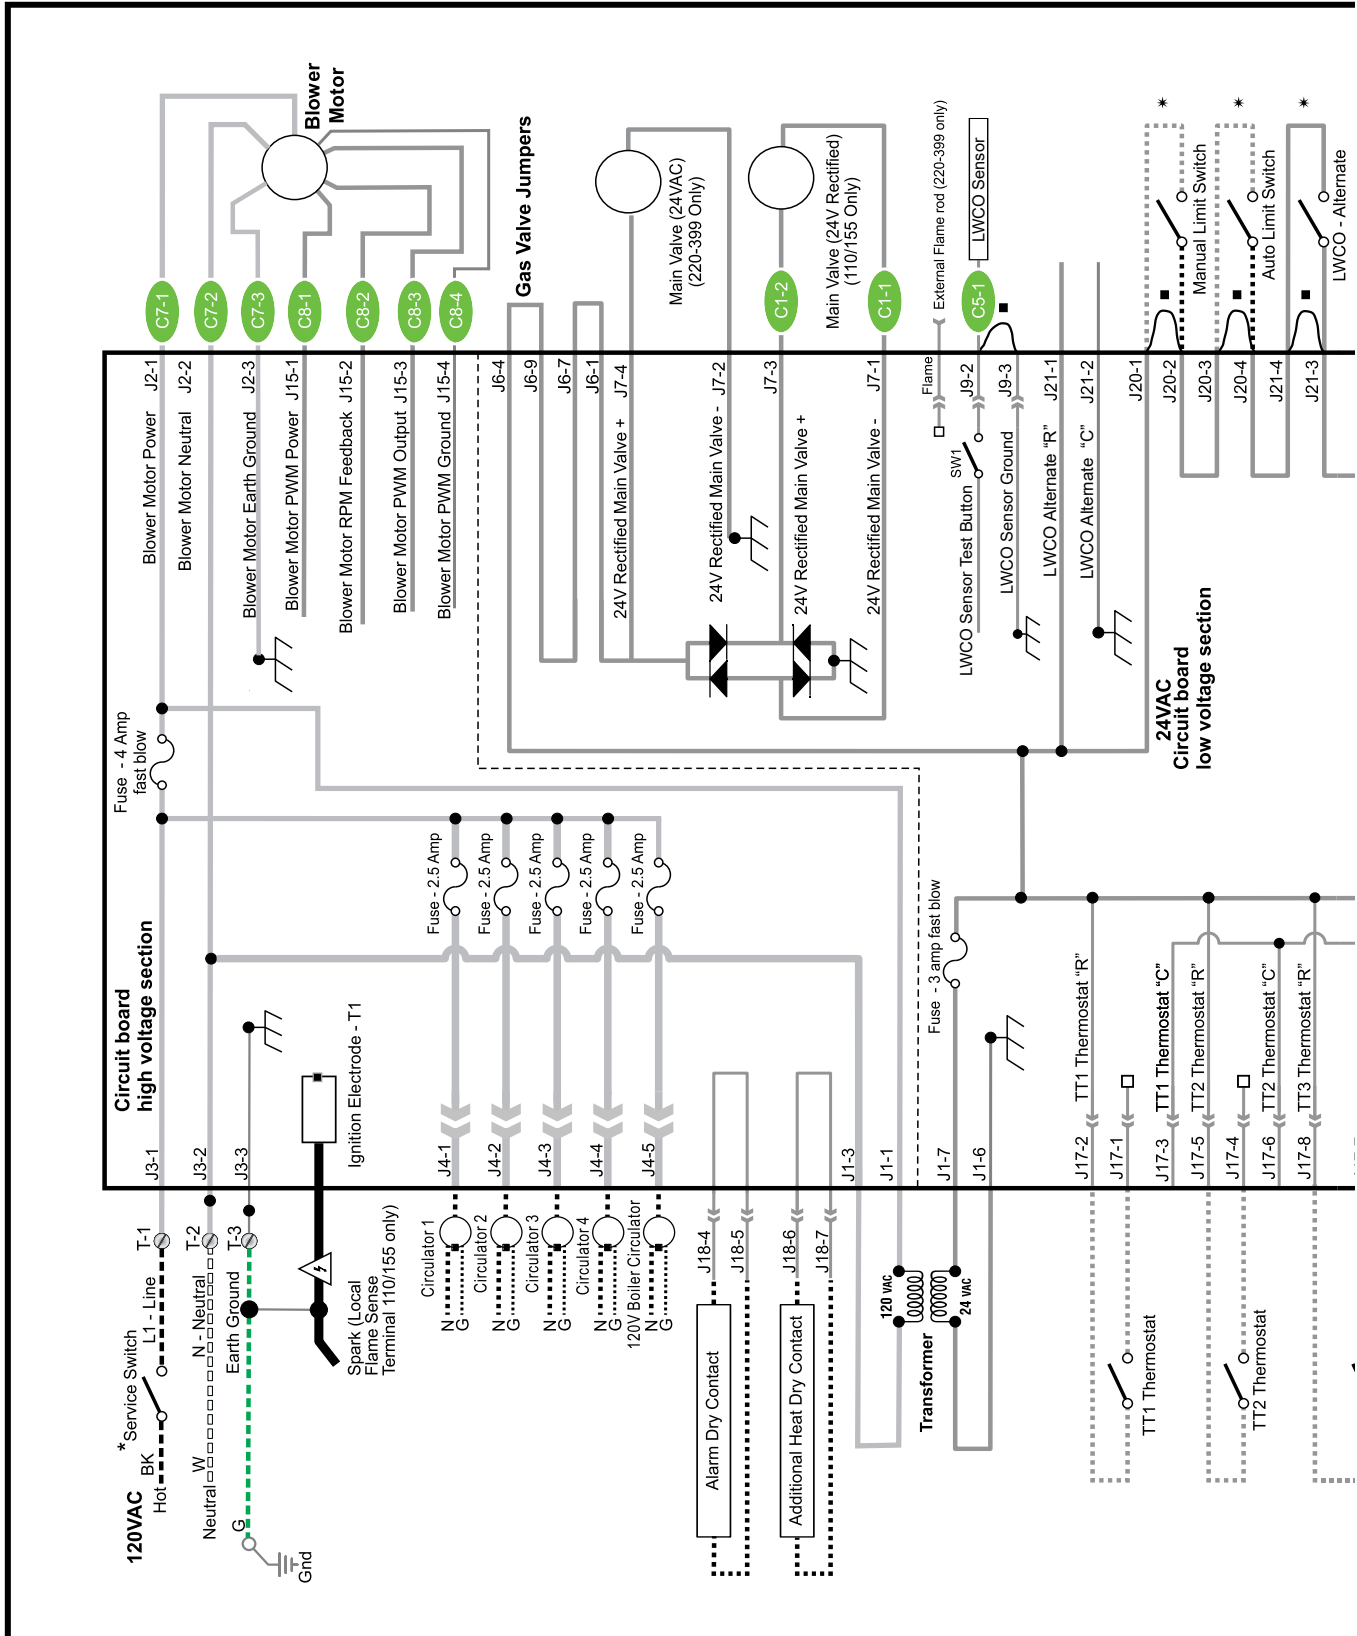 120VAC
Hot
BK
*Service Switch
L1 - Line
T-1
J3-1
Neutral
W
N - Neutral
T-2
J3-2
G
Earth Ground
T-3
J3-3
Gnd
Circuit board
high voltage section
Fuse - 4 Amp
fast blow
Blower Motor Power
J2-1
C7-1
Blower Motor Neutral
J2-2
C7-2
Blower Motor Earth Ground
J2-3
C7-3
Blower Motor PWM Power
J15-1
C8-1
Blower Motor RPM Feedback
J15-2
C8-2
Blower Motor PWM Output
J15-3
C8-3
Blower Motor PWM Ground
J15-4
C8-4
Blower
Motor
Ignition Electrode - T1
Spark (Local
Flame Sense
Terminal 110/155 only)
Circulator 1
N
G
J4-1
Fuse - 2.5 Amp
Circulator 2
N
G
J4-2
Fuse - 2.5 Amp
Circulator 3
N
G
J4-3
Fuse - 2.5 Amp
Circulator 4
N
G
J4-4
Fuse - 2.5 Amp
120V Boiler Circulator
N
G
J4-5
Fuse - 2.5 Amp
Gas Valve Jumpers
J6-4
J6-9
J6-7
J6-1
24V Rectified Main Valve +
J7-4
Main Valve (24VAC)
(220-399 Only)
24V Rectified Main Valve -
J7-2
24V Rectified Main Valve +
J7-3
C1-2
Main Valve (24V Rectified)
(110/155 Only)
24V Rectified Main Valve -
J7-1
C1-1
Alarm Dry Contact
J18-4
J18-5
Additional Heat Dry Contact
J18-6
J18-7
J1-3
J1-1
Transformer
120 VAC
24 VAC
J1-7
J1-6
Fuse - 3 amp fast blow
Flame
External Flame rod (220-399 only)
SW1
LWCO Sensor Test Button
J9-2
C5-1
LWCO Sensor
LWCO Sensor Ground
J9-3
LWCO Alternate “R”
J21-1
LWCO Alternate “C”
J21-2
24VAC
Circuit board
low voltage section
J20-1
J20-2
Manual Limit Switch
*
J20-3
J20-4
Auto Limit Switch
*
J21-4
J21-3
LWCO - Alternate
*
TT1 Thermostat
J17-2
TT1 Thermostat “R”
J17-1
J17-3
TT1 Thermostat “C”
TT2 Thermostat
J17-5
TT2 Thermostat “R”
J17-4
J17-6
TT2 Thermostat “C”
J17-8
TT3 Thermostat “R”